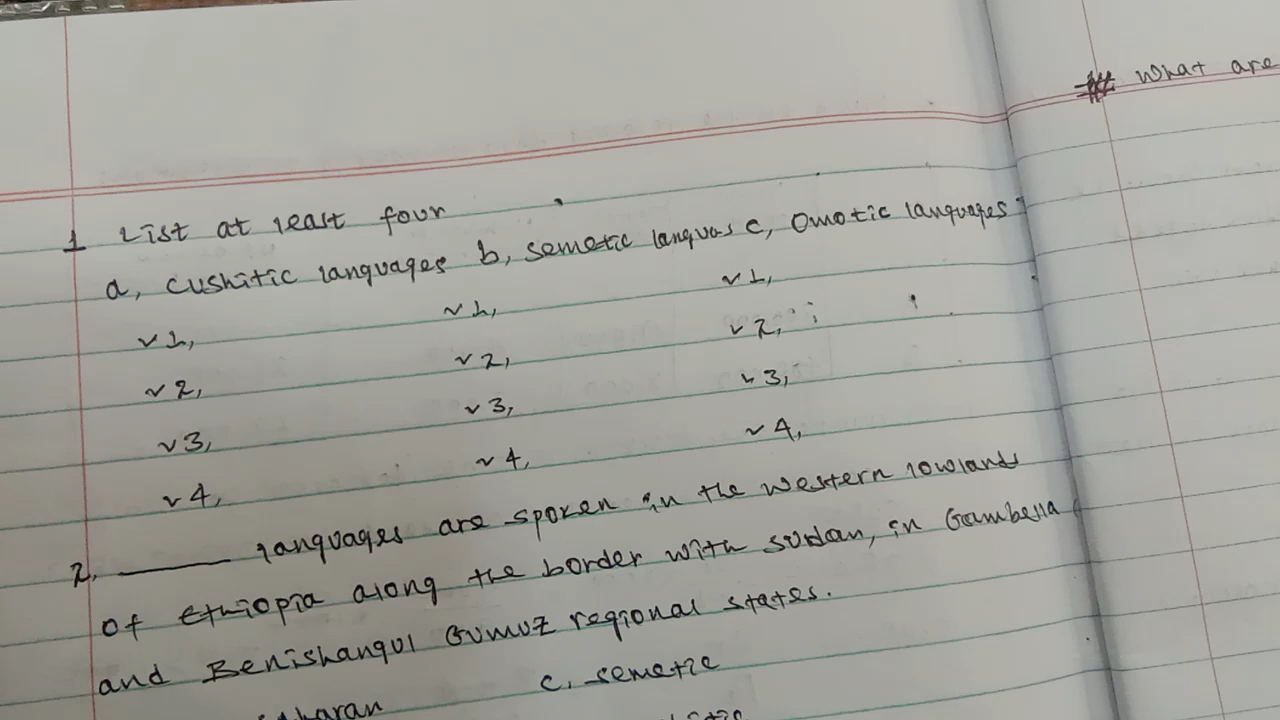 # What are
1 List at least four
a, cushitic languages b, semetic languas c, Omotic languages
v 1, v 1, v 1,
v 2, v 2, v 2,
v 3, v 3, v 3,
v 4, v 4, v 4,
2. ______ languages are spoken in the western lowlands
of Ethiopia along the border with sudan, in Gambella
and Benishangul Gumuz regional states.
c. semetic